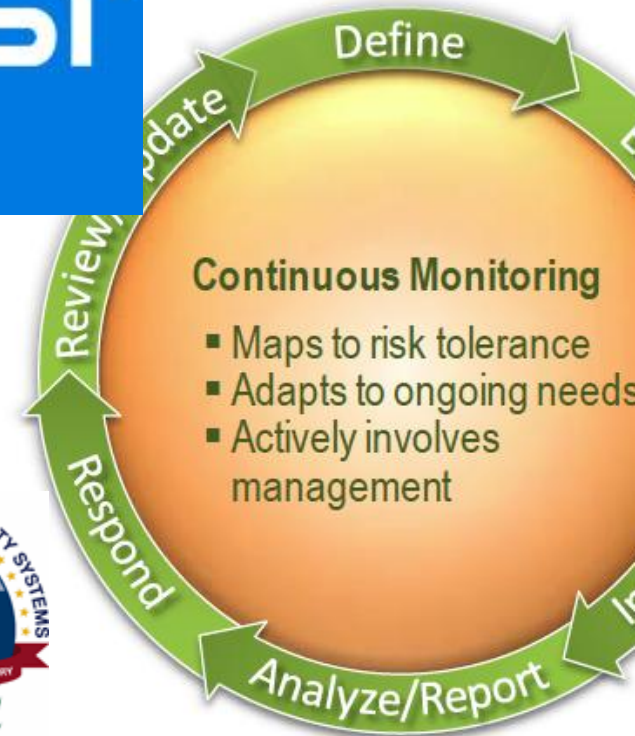 Define
Review/Update
Continuous Monitoring
▪ Maps to risk tolerance
▪ Adapts to ongoing needs
▪ Actively involves
management
Respond
Analyze/Report
SYSTEMS